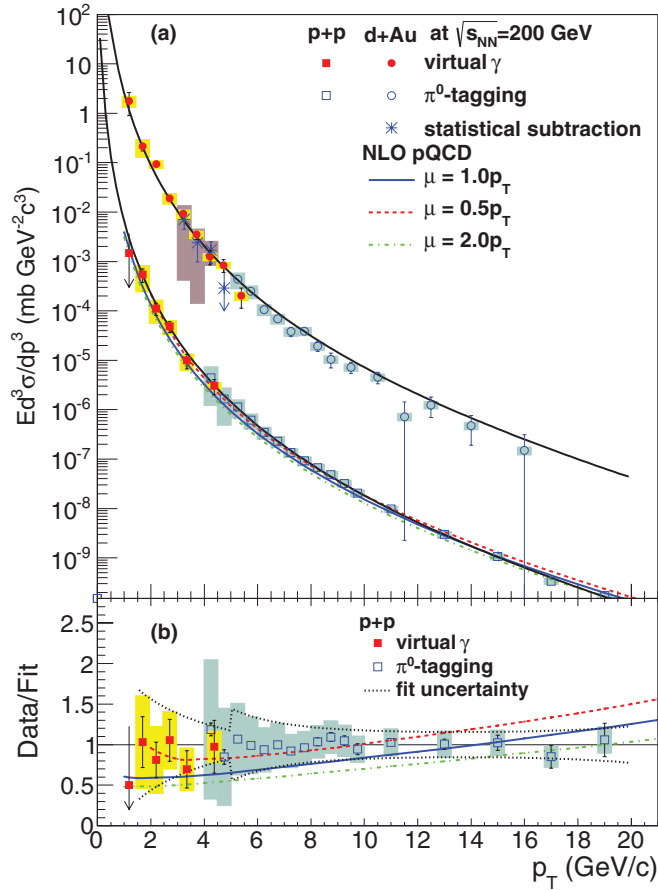 (a)
p+p d+Au at √s_NN=200 GeV
virtual γ
π⁰-tagging
statistical subtraction
NLO pQCD
μ = 1.0p_T
μ = 0.5p_T
μ = 2.0p_T
Ed³σ/dp³ (mb GeV⁻²c³)
10²
10
1
10⁻¹
10⁻²
10⁻³
10⁻⁴
10⁻⁵
10⁻⁶
10⁻⁷
10⁻⁸
10⁻⁹
(b)
p+p
virtual γ
π⁰-tagging
fit uncertainty
Data/Fit
2.5
2
1.5
1
0.5
0
0 2 4 6 8 10 12 14 16 18 20
p_T (GeV/c)